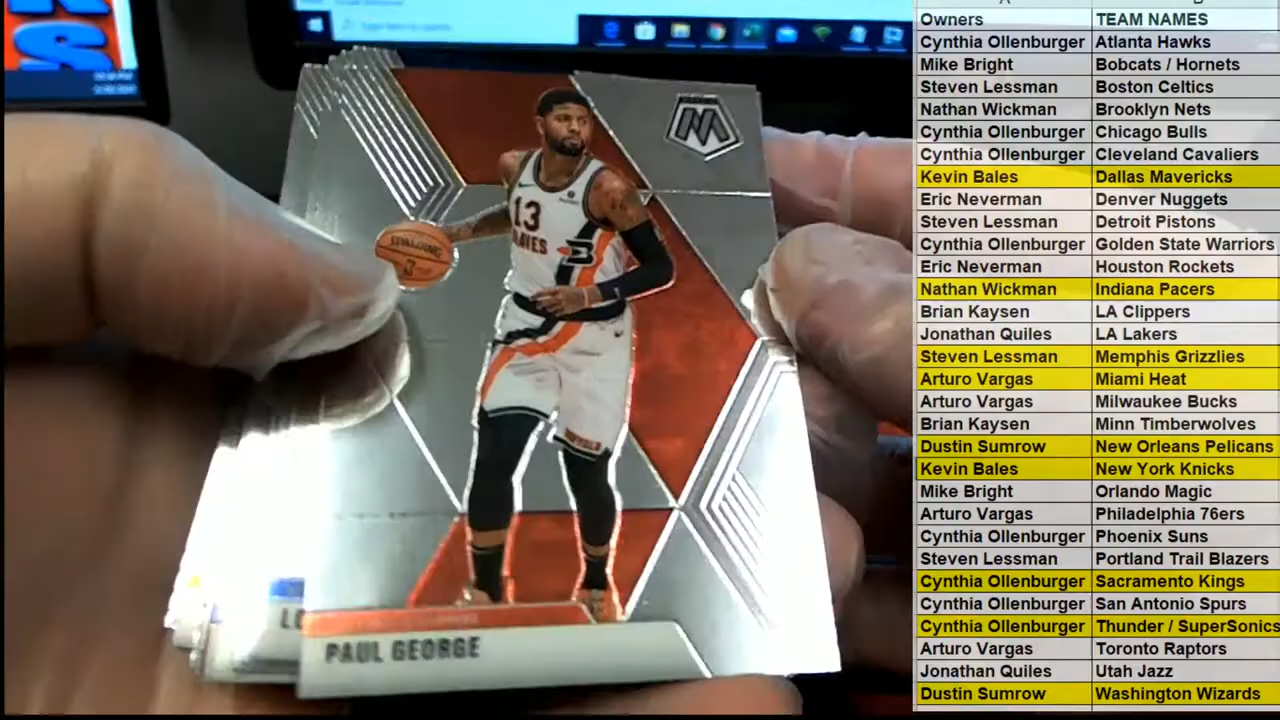 Owners TEAM NAMES
Cynthia Ollenburger Atlanta Hawks
Mike Bright Bobcats / Hornets
Steven Lessman Boston Celtics
Nathan Wickman Brooklyn Nets
Cynthia Ollenburger Chicago Bulls
Cynthia Ollenburger Cleveland Cavaliers
Kevin Bales Dallas Mavericks
Eric Neverman Denver Nuggets
Steven Lessman Detroit Pistons
Cynthia Ollenburger Golden State Warriors
Eric Neverman Houston Rockets
Nathan Wickman Indiana Pacers
Brian Kaysen LA Clippers
Jonathan Quiles LA Lakers
Steven Lessman Memphis Grizzlies
Arturo Vargas Miami Heat
Arturo Vargas Milwaukee Bucks
Brian Kaysen Minn Timberwolves
Dustin Sumrow New Orleans Pelicans
Kevin Bales New York Knicks
Mike Bright Orlando Magic
Arturo Vargas Philadelphia 76ers
Cynthia Ollenburger Phoenix Suns
Steven Lessman Portland Trail Blazers
Cynthia Ollenburger Sacramento Kings
Cynthia Ollenburger San Antonio Spurs
Cynthia Ollenburger Thunder / SuperSonics
Arturo Vargas Toronto Raptors
Jonathan Quiles Utah Jazz
Dustin Sumrow Washington Wizards
SPALDING
13
B
M
LO
PAUL GEORGE
S